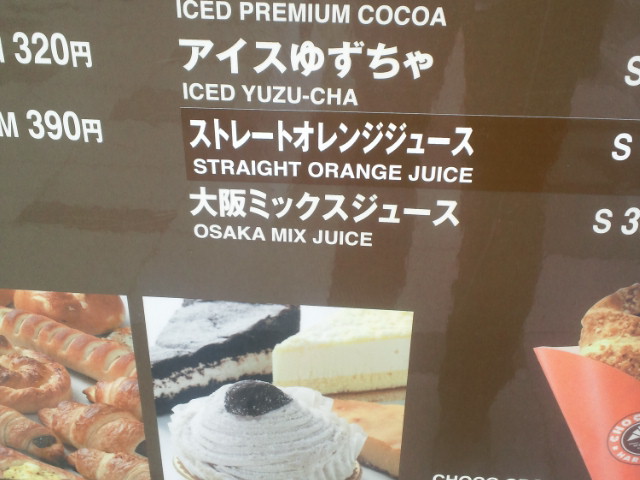 ICED PREMIUM COCOA
M 320円
アイスゆずちゃ
S
ICED YUZU-CHA
M 390円
ストレートオレンジジュース
S
STRAIGHT ORANGE JUICE
大阪ミックスジュース
S 3
OSAKA MIX JUICE
CHOCO